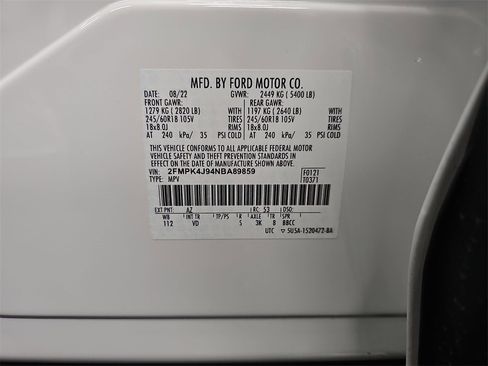 MFD. BY FORD MOTOR CO.
DATE: 08/22 GVWR: 2449 KG ( 5400 LB)
FRONT GAWR: REAR GAWR:
1279 KG ( 2820 LB) WITH 1197 KG ( 2640 LB) WITH
245/60R18 105V TIRES 245/60R18 105V TIRES
18x8.0J RIMS 18x8.0J RIMS
AT 240 kPa/ 35 PSI COLD AT 240 kPa/ 35 PSI COLD
THIS VEHICLE CONFORMS TO ALL APPLICABLE FEDERAL MOTOR
VEHICLE SAFETY AND THEFT PREVENTION STANDARDS IN
EFFECT ON THE DATE OF MANUFACTURE SHOWN ABOVE.
VIN: 2FMPK4J94NBA89859 F0121
TYPE: MPV T0371
EXT PNT: AZ RC: 53 DSO:
WB INT TR TP/PS R AXLE TR SPR
112 VD S 3K 8 BBCC
UTC ▽ 5U5A-1520472-BA